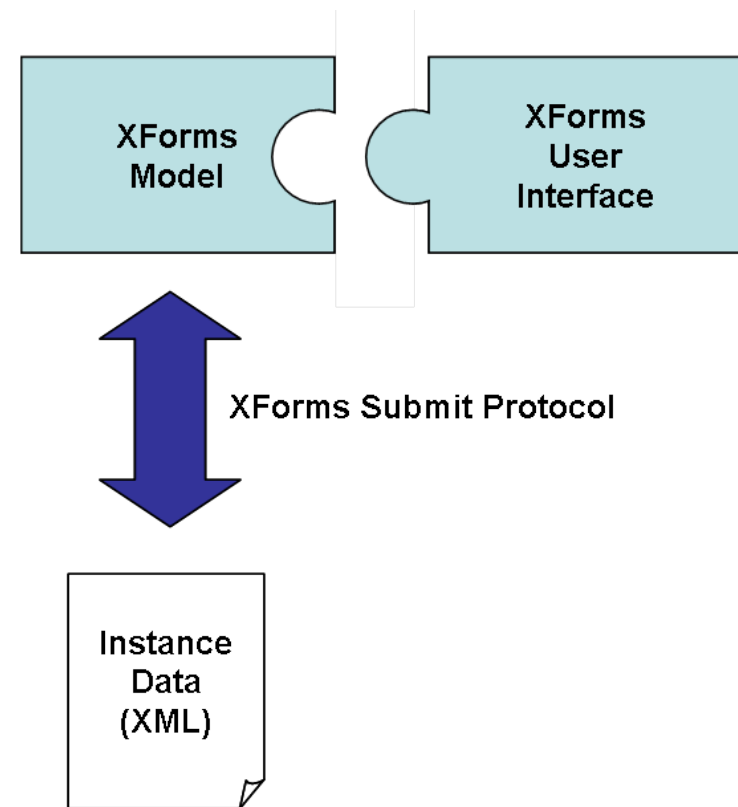 XForms
Model
XForms
User
Interface
XForms Submit Protocol
Instance
Data
(XML)